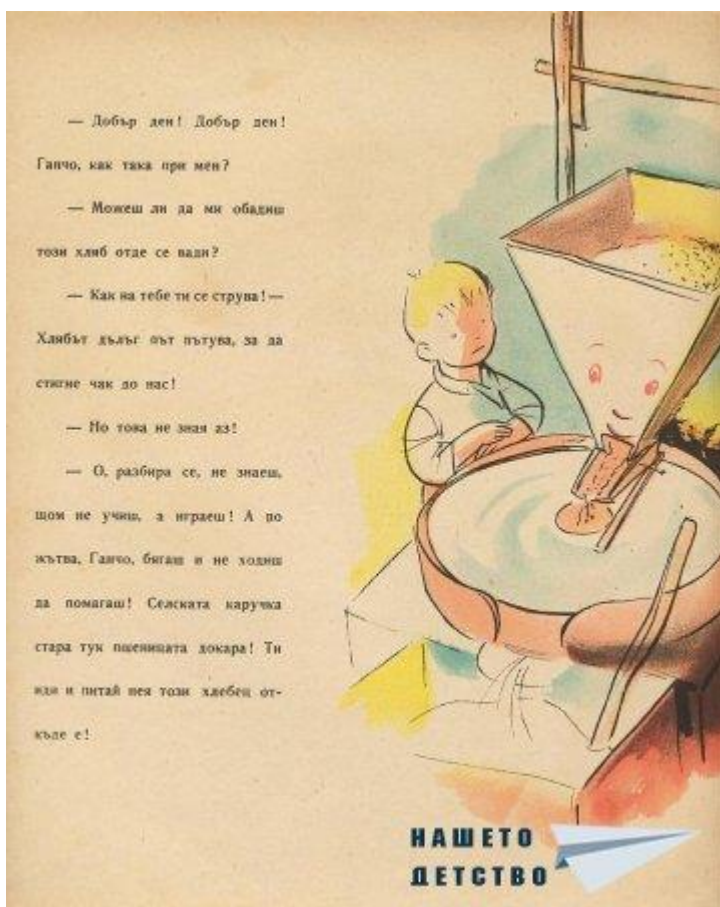 — Добър ден! Добър ден!
Ганчо, как така при мен?
— Можеш ли да ми обадиш
този хляб отде се вади?
— Как на тебе ти се струва! —
Хлябът дълъг път пътува, за да
стигне чак до нас!
— Но това не зная аз!
— О, разбира се, не знаеш,
щом не учиш, а играеш! А по
жътва, Ганчо, бягаш и не ходиш
да помагаш! Селската каручка
стара тук пшеницата докара! Ти
иди и питай нея този хлебец от-
къде е!
НАШЕТО
ДЕТСТВО